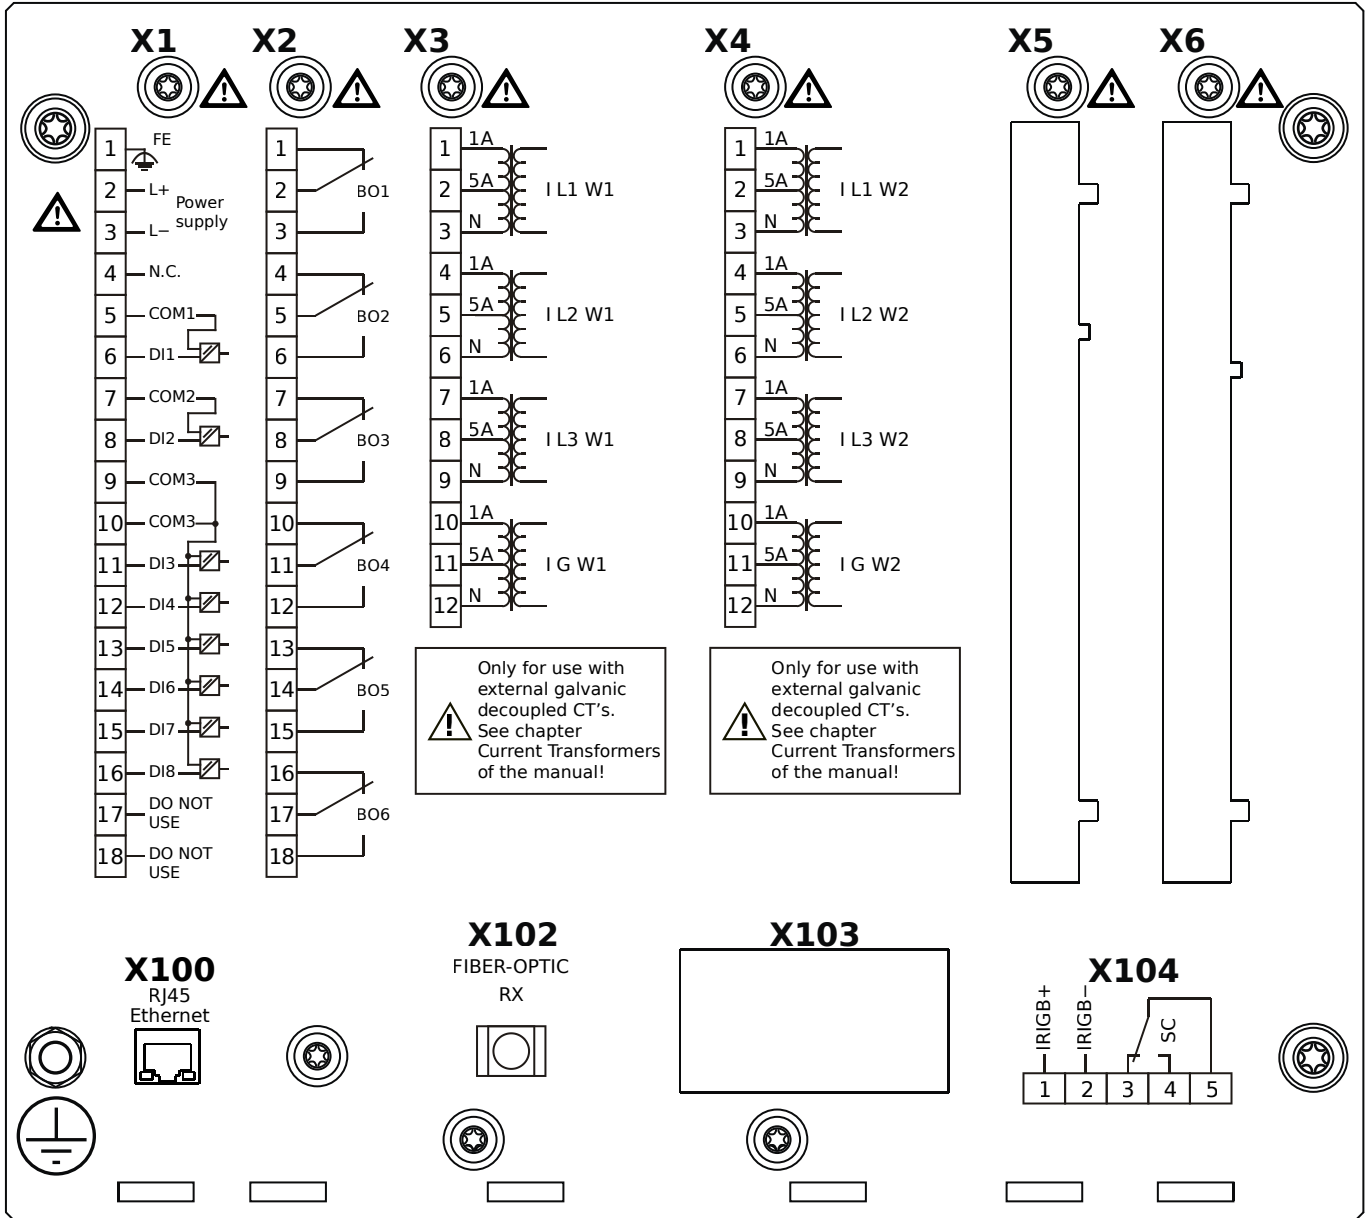 X1 X2 X3 X4 X5 X6
1 FE
2 L+ Power
supply
3 L−
4 N.C.
5 COM1
6 DI1
7 COM2
8 DI2
9 COM3
10 COM3
11 DI3
12 DI4
13 DI5
14 DI6
15 DI7
16 DI8
17 DO NOT
USE
18 DO NOT
USE
1
2 BO1
3
4
5 BO2
6
7
8 BO3
9
10
11 BO4
12
13
14 BO5
15
16
17 BO6
18
1 1A
2 5A I L1 W1
3 N
4 1A
5 5A I L2 W1
6 N
7 1A
8 5A I L3 W1
9 N
10 1A
11 5A I G W1
12 N
Only for use with
external galvanic
decoupled CT's.
See chapter
Current Transformers
of the manual!
1 1A
2 5A I L1 W2
3 N
4 1A
5 5A I L2 W2
6 N
7 1A
8 5A I L3 W2
9 N
10 1A
11 5A I G W2
12 N
Only for use with
external galvanic
decoupled CT's.
See chapter
Current Transformers
of the manual!
X100
RJ45
Ethernet
X102
FIBER-OPTIC
RX
X103
X104
IRIGB+
IRIGB−
SC
1 2 3 4 5